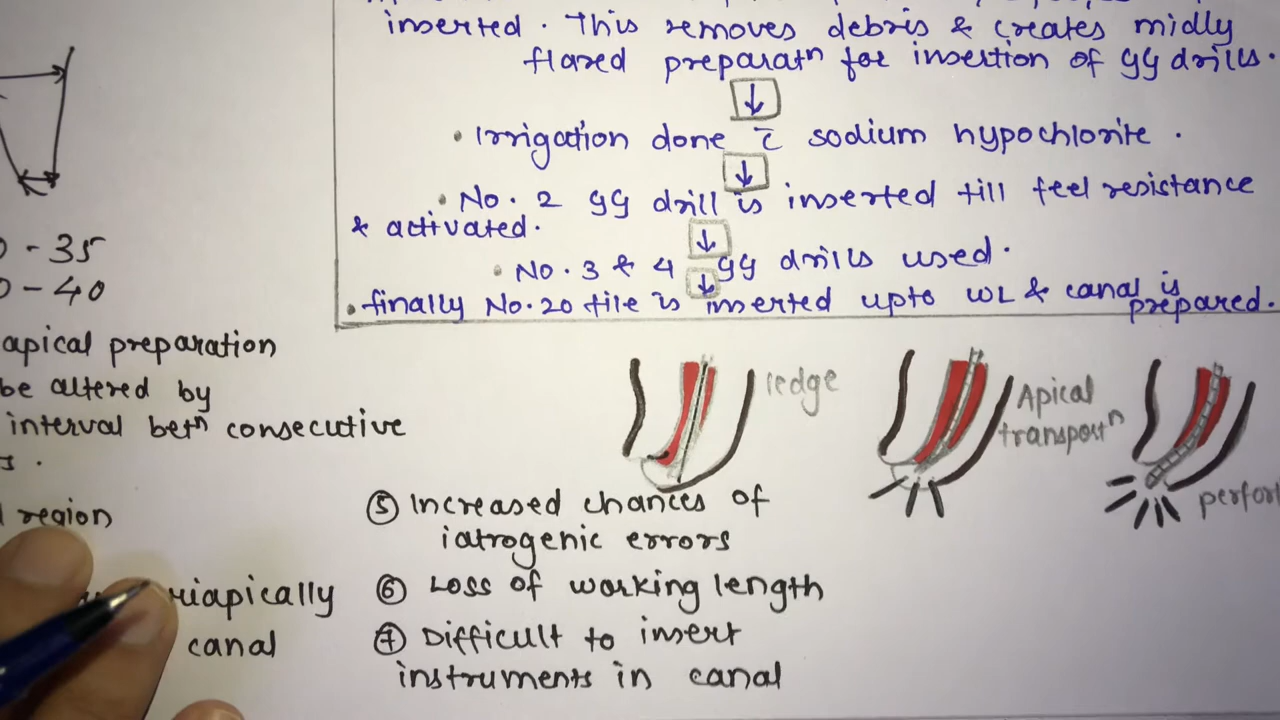 inserted. This removes debris & creates midly
flared preparatn for insertion of GG drills.
• Irrigation done c̄ sodium hypochlorite.
• No. 2 GG drill is inserted till feel resistance
& activated.
• No. 3 & 4 GG drills used.
• finally No. 20 file is inserted upto WL & canal is prepared.
- 35
- 40
apical preparation
be altered by
interval betn consecutive
region
riapically
canal
ledge
Apical
transportn
perfor
⑤ Increased chances of
iatrogenic errors
⑥ Loss of working length
⑦ Difficult to insert
instruments in canal